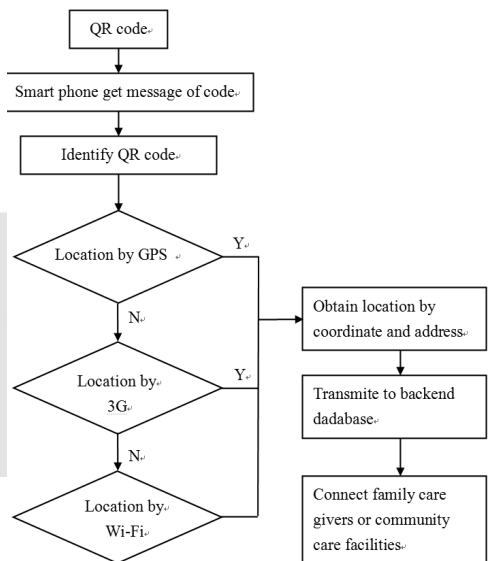 QR code
Smart phone get message of code
Identify QR code
Location by GPS
Y
N
Location by
3G
Y
N
Location by
Wi-Fi
Obtain location by
coordinate and address
Transmite to backend
dadabase
Connect family care
givers or community
care facilities